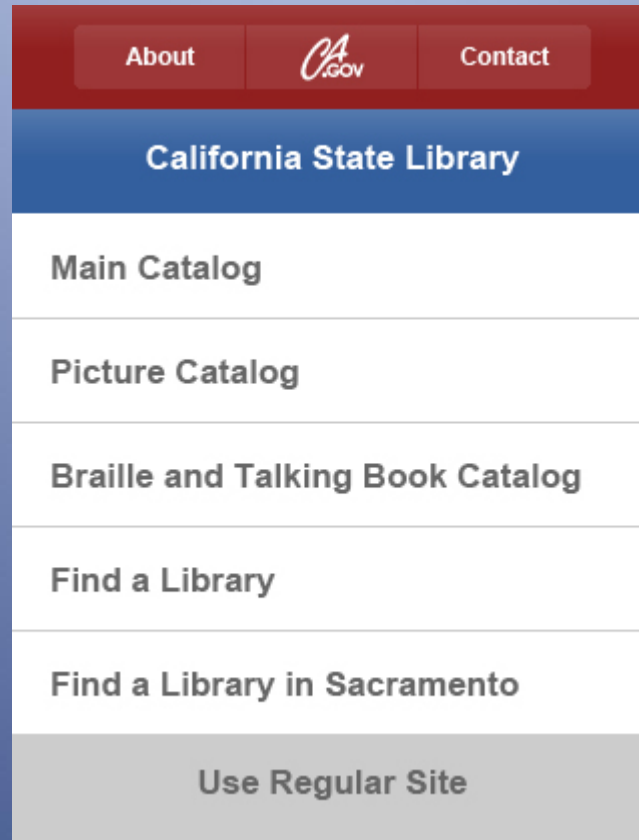 About
CA.GOV
Contact
California State Library
Main Catalog
Picture Catalog
Braille and Talking Book Catalog
Find a Library
Find a Library in Sacramento
Use Regular Site